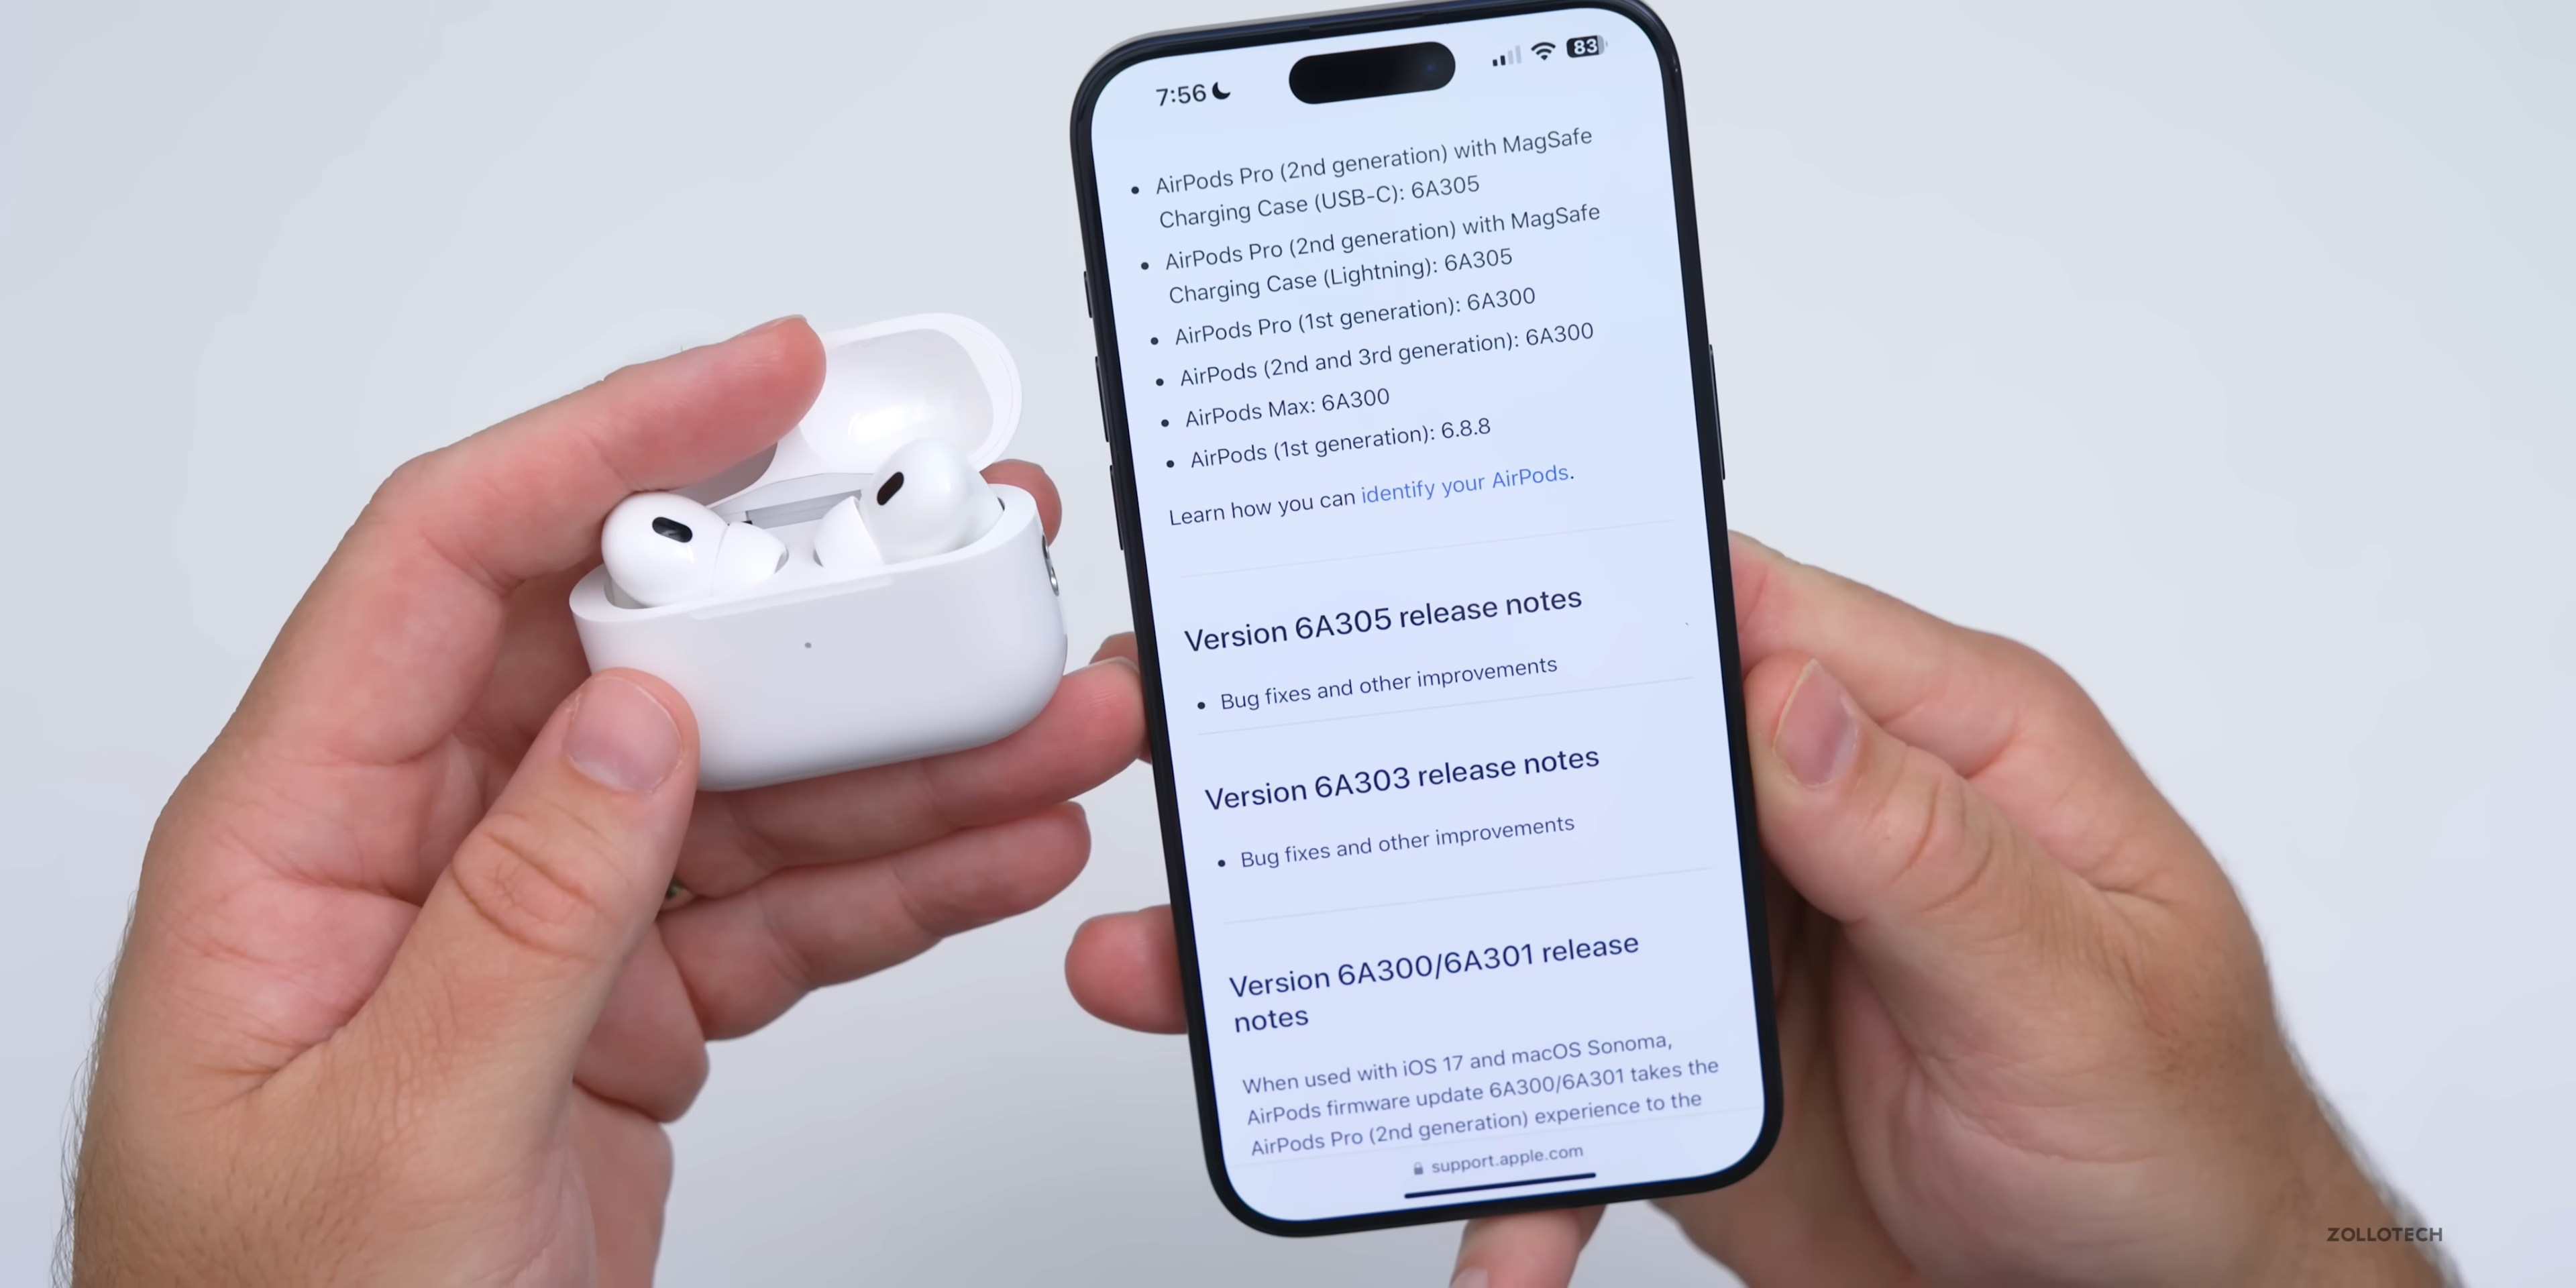 7:56
83
• AirPods Pro (2nd generation) with MagSafe
Charging Case (USB-C): 6A305
• AirPods Pro (2nd generation) with MagSafe
Charging Case (Lightning): 6A305
• AirPods Pro (1st generation): 6A300
• AirPods (2nd and 3rd generation): 6A300
• AirPods Max: 6A300
• AirPods (1st generation): 6.8.8
Learn how you can identify your AirPods.
Version 6A305 release notes
• Bug fixes and other improvements
Version 6A303 release notes
• Bug fixes and other improvements
Version 6A300/6A301 release
notes
When used with iOS 17 and macOS Sonoma,
AirPods firmware update 6A300/6A301 takes the
AirPods Pro (2nd generation) experience to the
support.apple.com
ZOLLOTECH